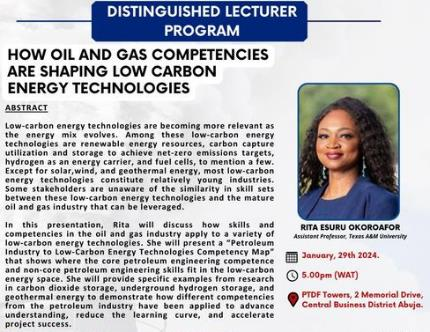 DISTINGUISHED LECTURER
PROGRAM
HOW OIL AND GAS COMPETENCIES
ARE SHAPING LOW CARBON
ENERGY TECHNOLOGIES
ABSTRACT
Low-carbon energy technologies are becoming more relevant as
the energy mix evolves. Among these low-carbon energy
technologies are renewable energy resources, carbon capture
utilization and storage to achieve net-zero emissions targets,
hydrogen as an energy carrier, and fuel cells, to mention a few.
Except for solar,wind, and geothermal energy, most low-carbon
energy technologies constitute relatively young industries.
Some stakeholders are unaware of the similarity in skill sets
between these low-carbon energy technologies and the mature
oil and gas industry that can be leveraged.
In this presentation, Rita will discuss how skills and
competencies in the oil and gas industry apply to a variety of
low-carbon energy technologies. She will present a "Petroleum
Industry to Low-Carbon Energy Technologies Competency Map"
that shows where the core petroleum engineering competence
and non-core petroleum engineering skills fit in the low-carbon
energy space. She will provide specific examples from research
in carbon dioxide storage, underground hydrogen storage, and
geothermal energy to demonstrate how different competencies
from the petroleum industry have been applied to advance
understanding, reduce the learning curve, and accelerate
project success.
RITA ESURU OKOROAFOR
Assistant Professor, Texas A&M University
January, 29th 2024.
5.00pm (WAT)
PTDF Towers, 2 Memorial Drive,
Central Business District Abuja.